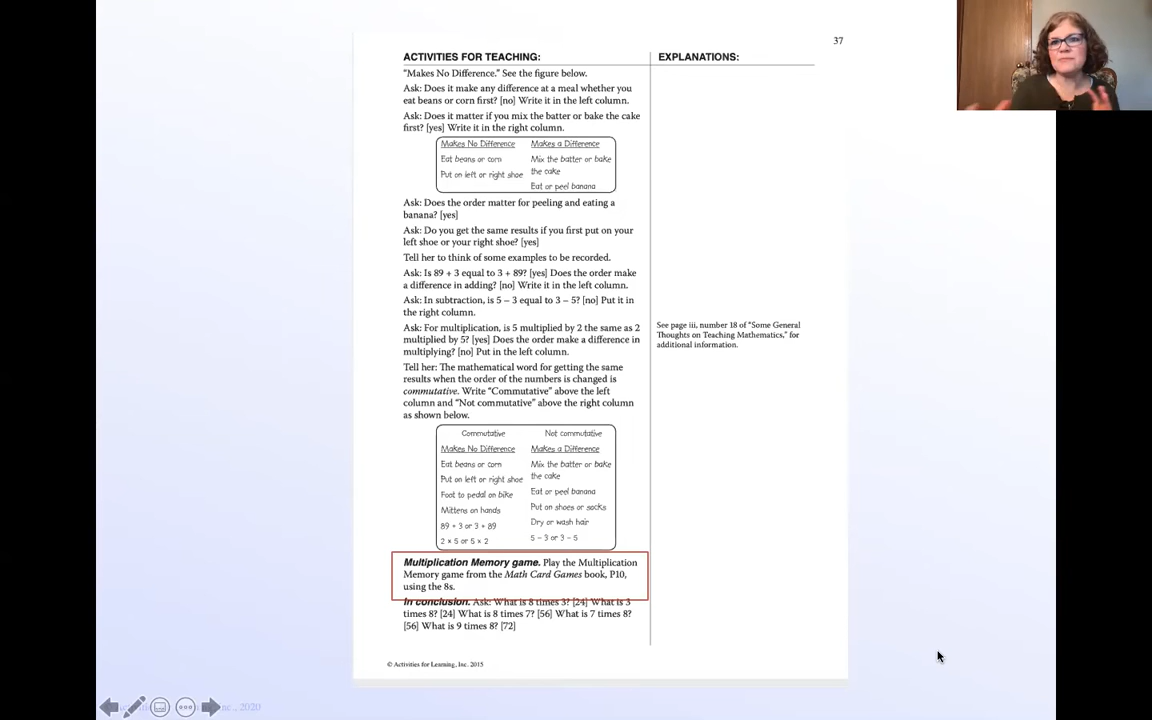 37
ACTIVITIES FOR TEACHING:
EXPLANATIONS:
"Makes No Difference." See the figure below.
Ask: Does it make any difference at a meal whether you
eat beans or corn first? [no] Write it in the left column.
Ask: Does it matter if you mix the batter or bake the cake
first? [yes] Write it in the right column.
Makes No Difference
Eat beans or corn
Put on left or right shoe
Makes a Difference
Mix the batter or bake
the cake
Eat or peel banana
Ask: Does the order matter for peeling and eating a
banana? [yes]
Ask: Do you get the same results if you first put on your
left shoe or your right shoe? [yes]
Tell her to think of some examples to be recorded.
Ask: Is 89 + 3 equal to 3 + 89? [yes] Does the order make
a difference in adding? [no] Write it in the left column.
Ask: In subtraction, is 5 – 3 equal to 3 – 5? [no] Put it in
the right column.
Ask: For multiplication, is 5 multiplied by 2 the same as 2
multiplied by 5? [yes] Does the order make a difference in
multiplying? [no] Put in the left column.
Tell her: The mathematical word for getting the same
results when the order of the numbers is changed is
commutative. Write "Commutative" above the left
column and "Not commutative" above the right column
as shown below.
Commutative
Makes No Difference
Eat beans or corn
Put on left or right shoe
Foot to pedal on bike
Mittens on hands
89 + 3 or 3 + 89
2 × 5 or 5 × 2
Not commutative
Makes a Difference
Mix the batter or bake
the cake
Eat or peel banana
Put on shoes or socks
Dry or wash hair
5 – 3 or 3 – 5
Multiplication Memory game. Play the Multiplication
Memory game from the Math Card Games book, P10,
using the 8s.
In conclusion. Ask: What is 8 times 3? [24] What is 3
times 8? [24] What is 8 times 7? [56] What is 7 times 8?
[56] What is 9 times 8? [72]
See page iii, number 18 of "Some General
Thoughts on Teaching Mathematics," for
additional information.
© Activities for Learning, Inc. 2015
Inc., 2020